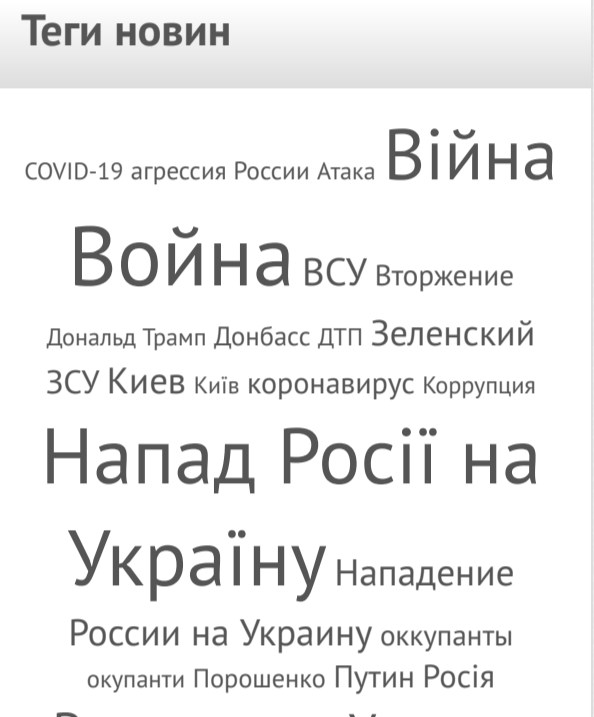 Теги новин
COVID-19 агрессия России Атака Війна
Война ВСУ Вторжение
Дональд Трамп Донбасс ДТП Зеленский
ЗСУ Киев Київ коронавирус Коррупция
Напад Росії на
Україну Нападение
России на Украину оккупанты
окупанти Порошенко Путин Росія